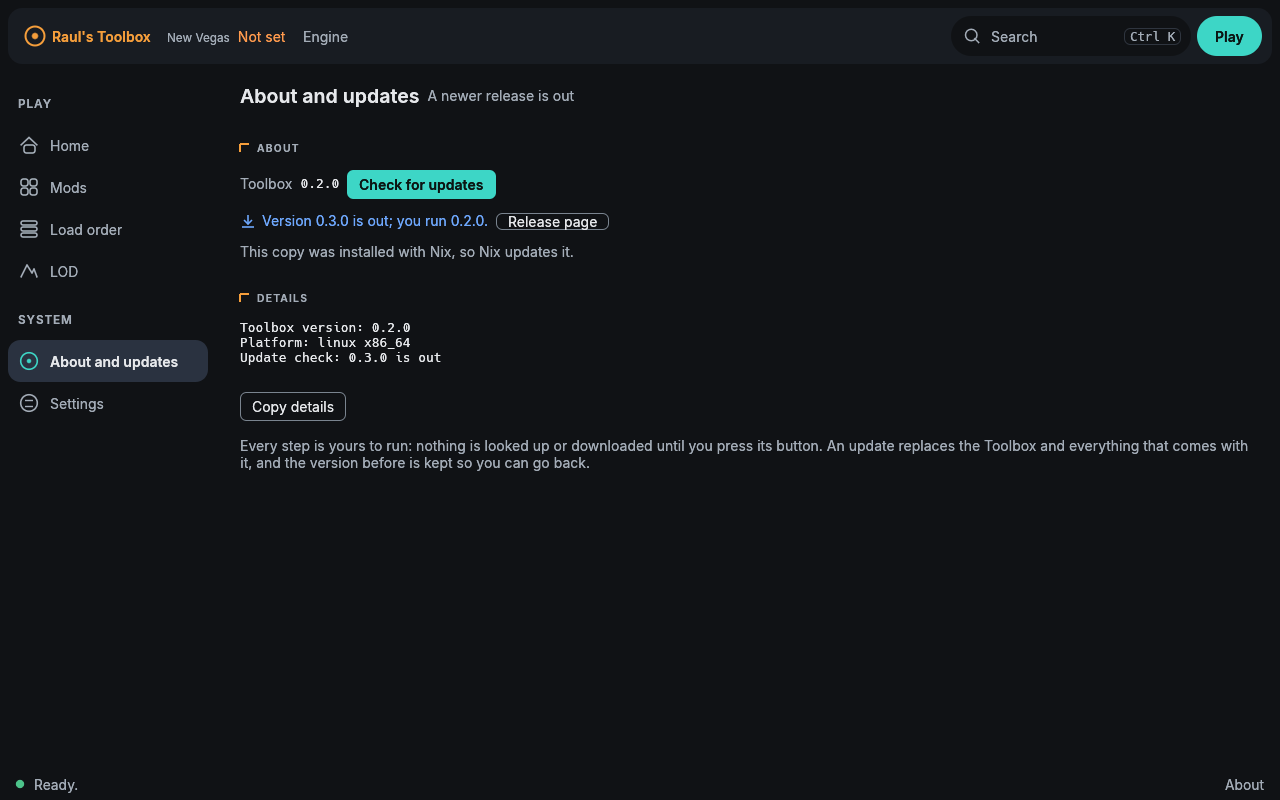 Raul's Toolbox New Vegas Not set Engine Search Ctrl K Play
PLAY
Home
Mods
Load order
LOD
SYSTEM
About and updates
Settings
About and updates A newer release is out
ABOUT
Toolbox 0.2.0 Check for updates
Version 0.3.0 is out; you run 0.2.0. Release page
This copy was installed with Nix, so Nix updates it.
DETAILS
Toolbox version: 0.2.0
Platform: linux x86_64
Update check: 0.3.0 is out
Copy details
Every step is yours to run: nothing is looked up or downloaded until you press its button. An update replaces the Toolbox and everything that comes with
it, and the version before is kept so you can go back.
Ready.
About